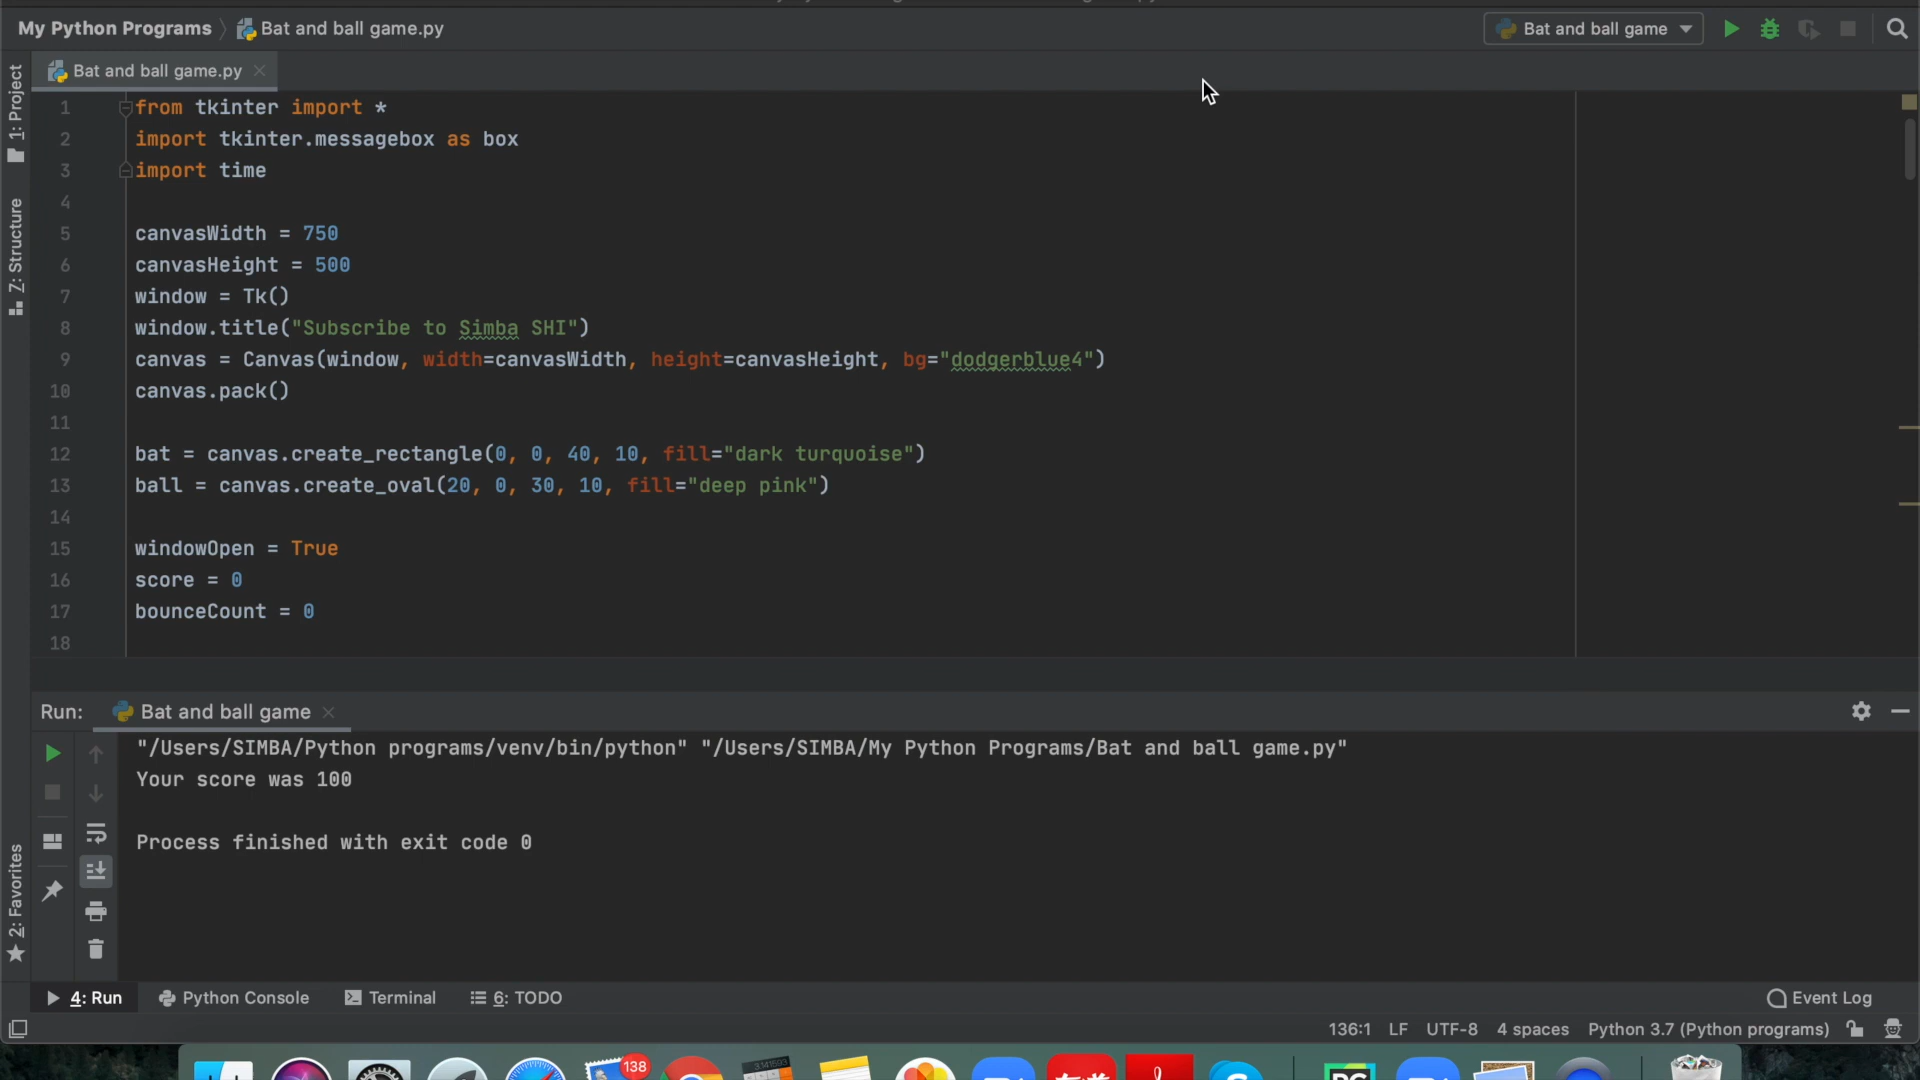 My Python Programs Bat and ball game.py Bat and ball game
Bat and ball game.py
1: Project
Z: Structure
2: Favorites
1 from tkinter import *
2 import tkinter.messagebox as box
3 import time
4
5 canvasWidth = 750
6 canvasHeight = 500
7 window = Tk()
8 window.title("Subscribe to Simba SHI")
9 canvas = Canvas(window, width=canvasWidth, height=canvasHeight, bg="dodgerblue4")
10 canvas.pack()
11
12 bat = canvas.create_rectangle(0, 0, 40, 10, fill="dark turquoise")
13 ball = canvas.create_oval(20, 0, 30, 10, fill="deep pink")
14
15 windowOpen = True
16 score = 0
17 bounceCount = 0
18
Run: Bat and ball game
"/Users/SIMBA/Python programs/venv/bin/python" "/Users/SIMBA/My Python Programs/Bat and ball game.py"
Your score was 100
Process finished with exit code 0
4: Run Python Console Terminal 6: TODO Event Log
136:1 LF UTF-8 4 spaces Python 3.7 (Python programs)
138